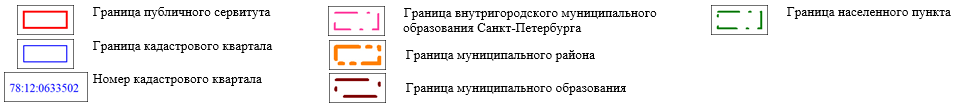 Граница публичного сервитута
Граница кадастрового квартала
78:12:0633502
Номер кадастрового квартала
Граница внутригородского муниципального
образования Санкт-Петербурга
Граница муниципального района
Граница муниципального образования
Граница населенного пункта